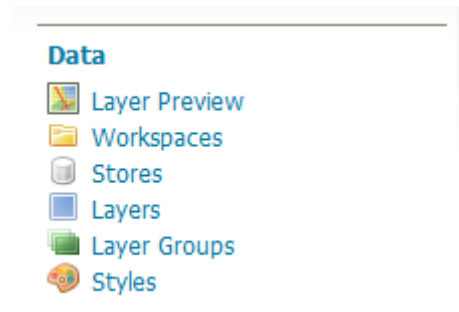 Data
Layer Preview
Workspaces
Stores
Layers
Layer Groups
Styles